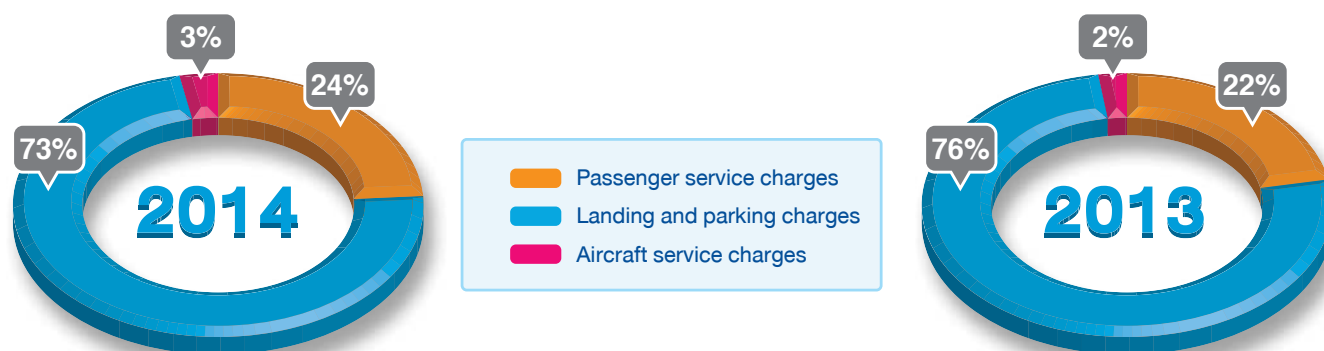 3%
24%
73%
2014
Passenger service charges
Landing and parking charges
Aircraft service charges
2%
22%
76%
2013